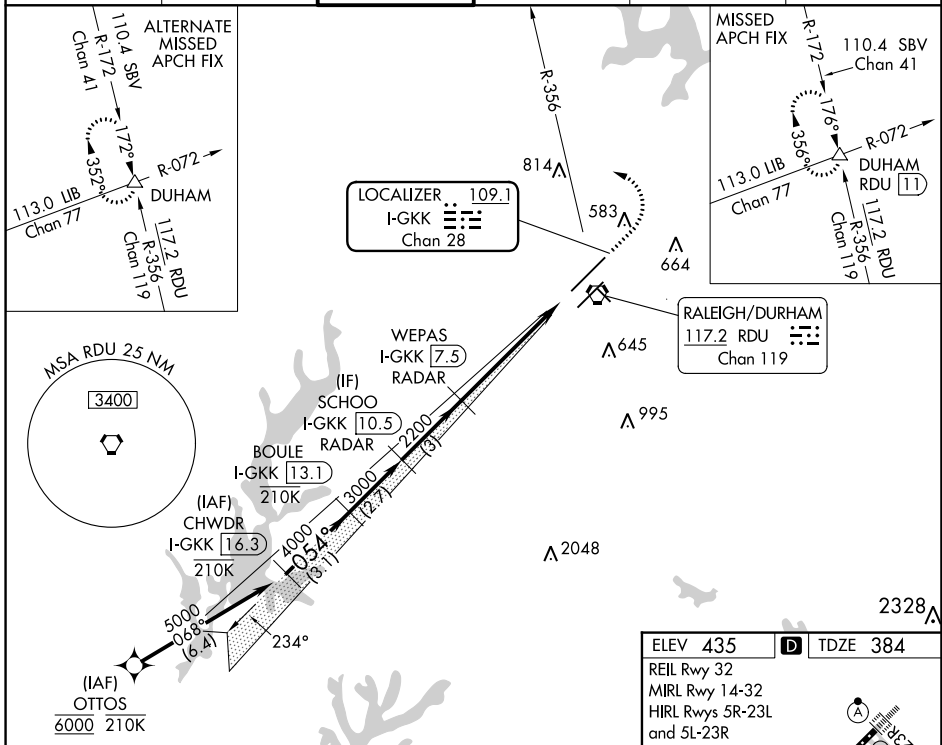 ALTERNATE
MISSED
APCH FIX
110.4 SBV
Chan 41
R-172
172°
352°
R-072
DUHAM
113.0 LIB
Chan 77
117.2 RDU
R-356
Chan 119
MISSED
APCH FIX
R-172
110.4 SBV
Chan 41
176°
356°
R-072
DUHAM
RDU 11
113.0 LIB
Chan 77
117.2 RDU
R-356
Chan 119
R-356
814
583
664
LOCALIZER 109.1
I-GKK
Chan 28
RALEIGH/DURHAM
117.2 RDU
Chan 119
645
995
2048
2328
MSA RDU 25 NM
3400
WEPAS
I-GKK 7.5
RADAR
(IF)
SCHOO
I-GKK 10.5
RADAR
BOULE
I-GKK 13.1
210K
(IAF)
CHWDR
I-GKK 16.3
210K
2200
(3)
3000
(2.7)
4000
054°
(3.1)
5000
068°
(6.4)
234°
(IAF)
OTTOS
6000 210K
ELEV 435 D TDZE 384
REIL Rwy 32
MIRL Rwy 14-32
HIRL Rwys 5R-23L
and 5L-23R
A
23R